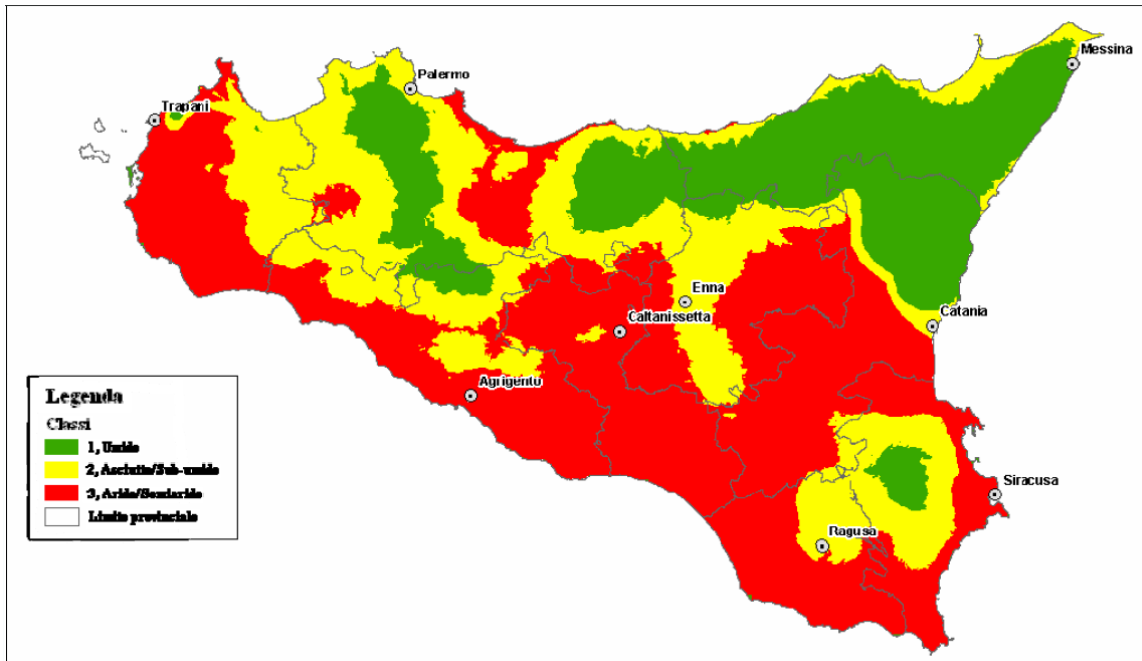 Messina
Palermo
Trapani
Enna
Caltanissetta
Catania
Agrigento
Legenda
Classi
1, Umido
2, Asciutto/Sub-umido
3, Arido/Semiarido
Limite provinciale
Siracusa
Ragusa